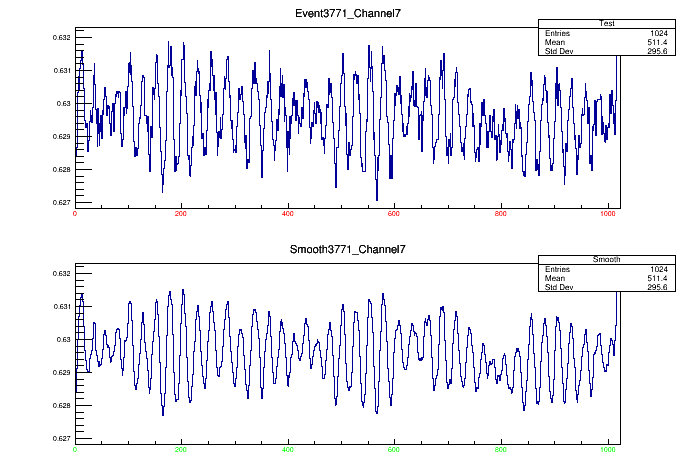 Event3771_Channel7
Test
Entries 1024
Mean 511.4
Std Dev 295.6
0.632
0.631
0.63
0.629
0.628
0.627
0 200 400 600 800 1000
Smooth3771_Channel7
Smooth
Entries 1024
Mean 511.4
Std Dev 295.6
0.632
0.631
0.63
0.629
0.628
0.627
0 200 400 600 800 1000